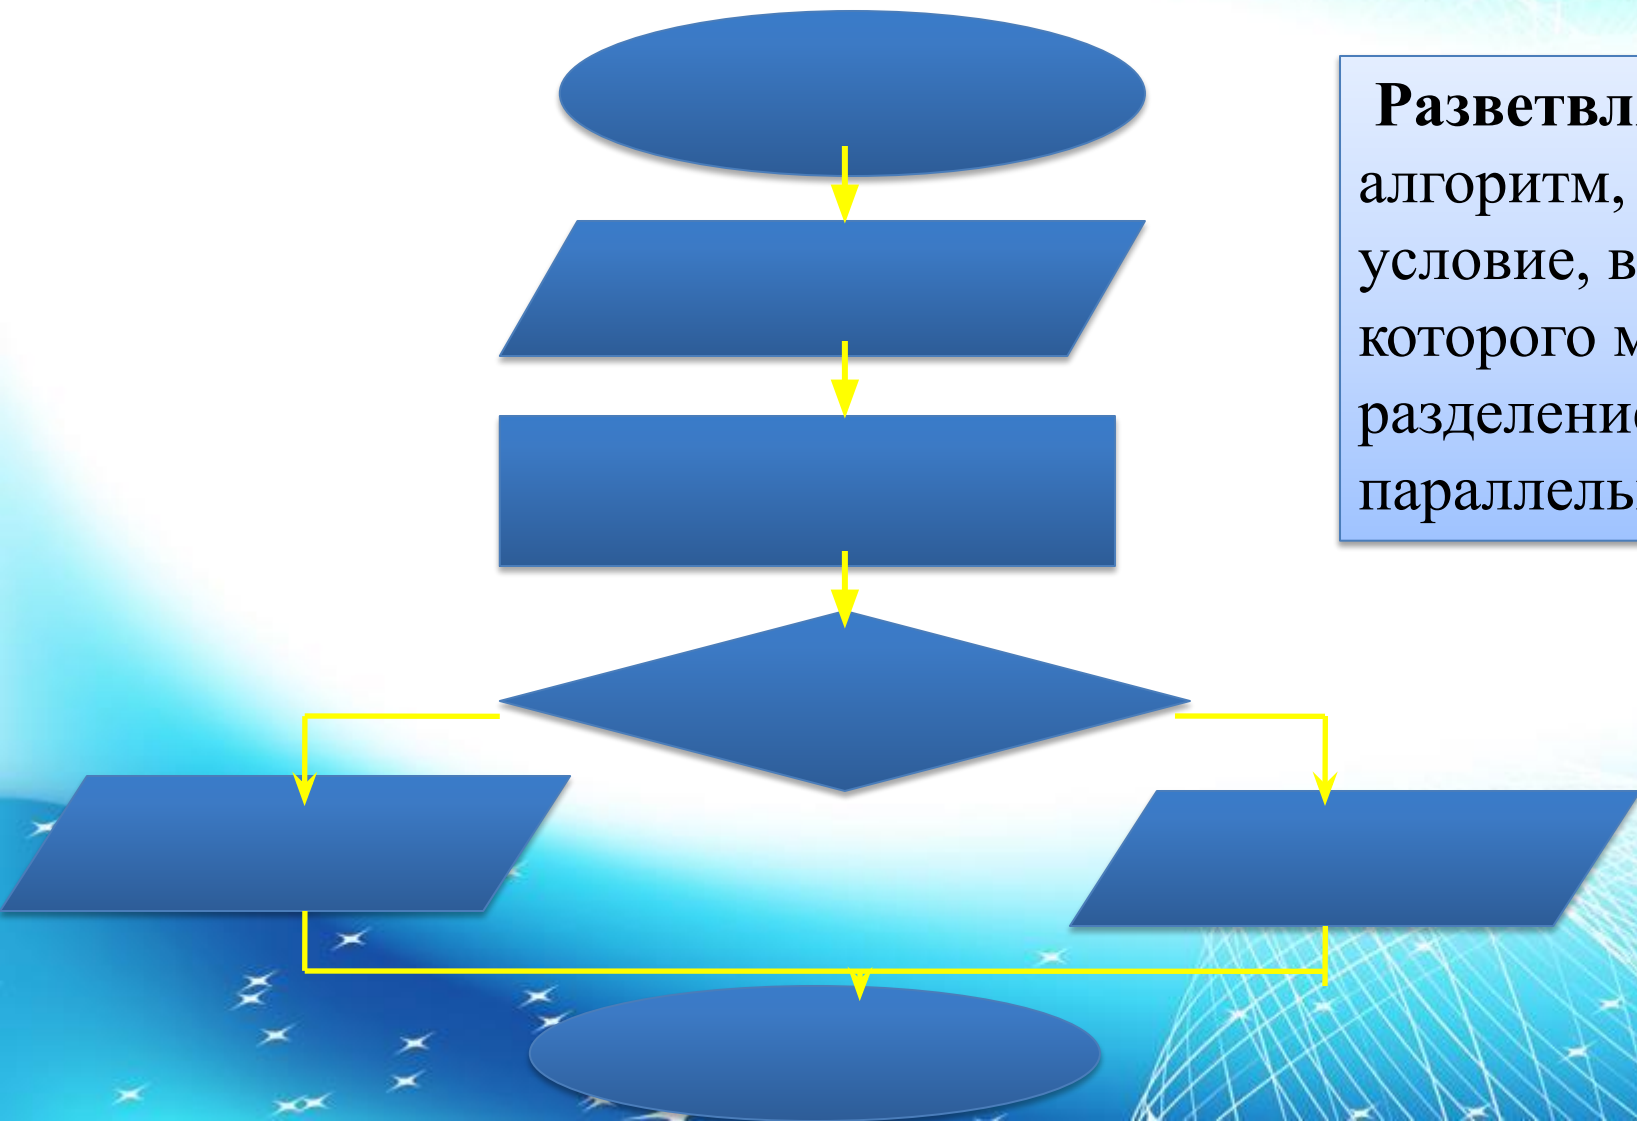 Разветвл
алгоритм,
условие, в
которого м
разделени
параллель